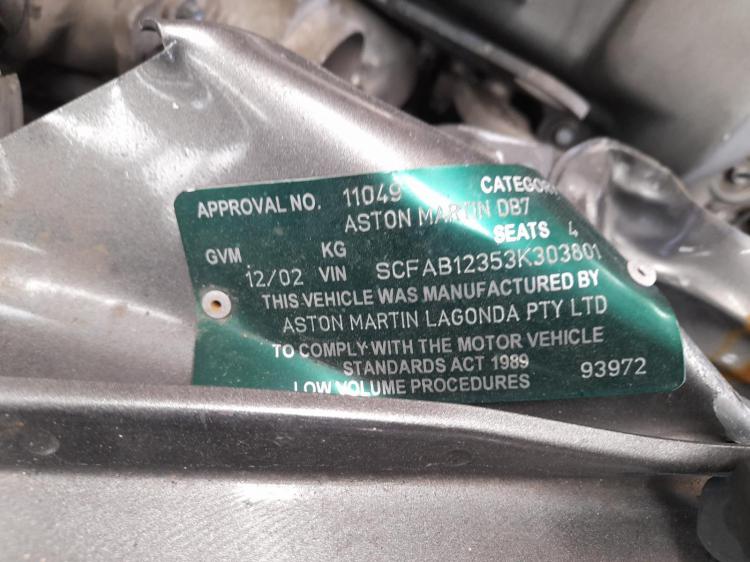 APPROVAL NO. 11049 CATEGORY
ASTON MARTIN DB7
SEATS 4
GVM KG
12/02 VIN SCFAB12353K303801
THIS VEHICLE WAS MANUFACTURED BY
ASTON MARTIN LAGONDA PTY LTD
TO COMPLY WITH THE MOTOR VEHICLE
STANDARDS ACT 1989
LOW VOLUME PROCEDURES 93972